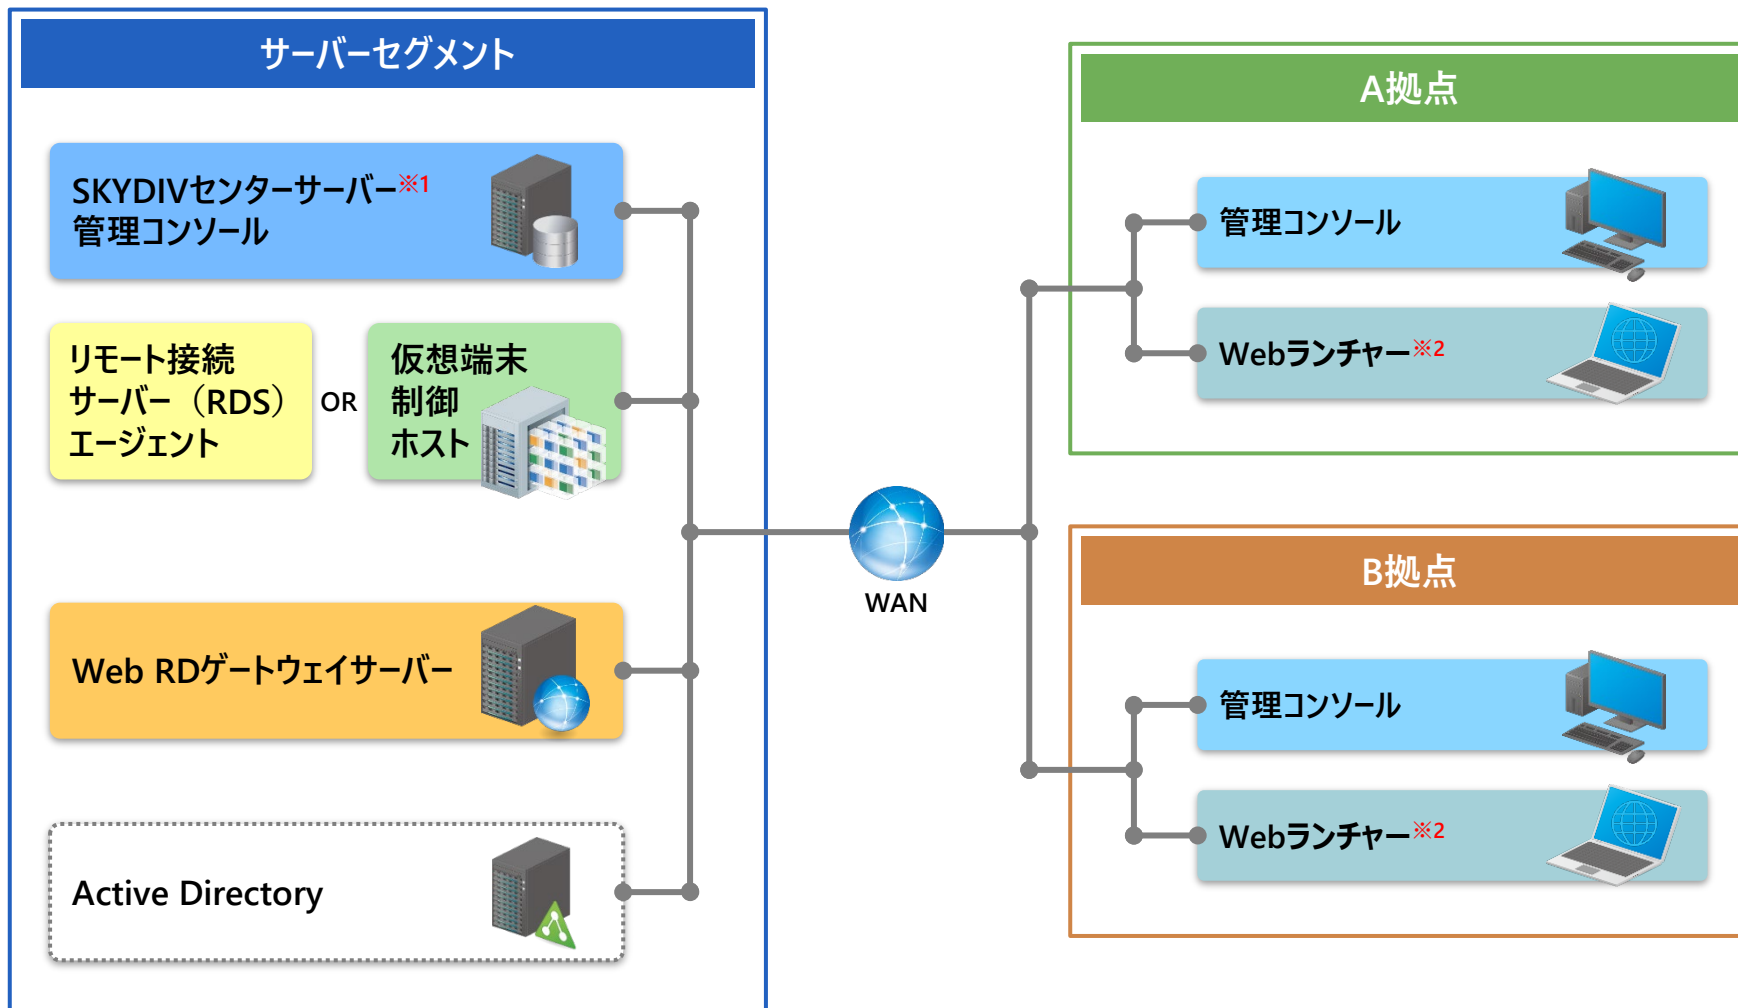 サーバーセグメント
SKYDIVセンターサーバー※1
管理コンソール
リモート接続
サーバー（RDS）
エージェント
OR
仮想端末
制御
ホスト
Web RDゲートウェイサーバー
Active Directory
WAN
A拠点
管理コンソール
Webランチャー※2
B拠点
管理コンソール
Webランチャー※2